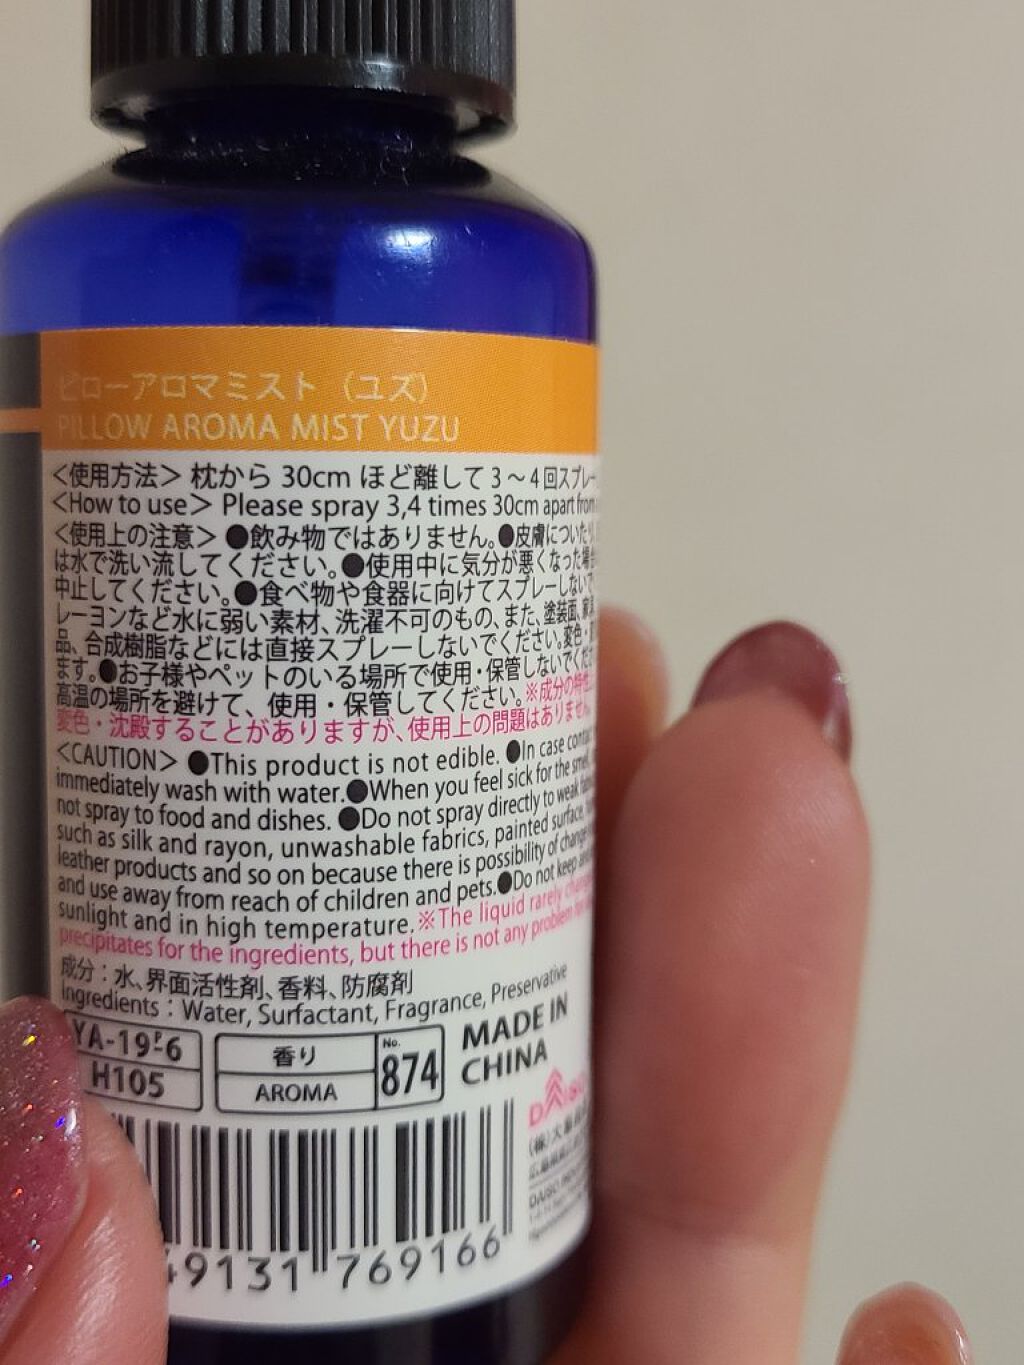 ピローアロマミスト（ユズ）
PILLOW AROMA MIST YUZU
＜使用方法＞ 枕から 30cm ほど離して 3～4回スプレー
＜How to use＞ Please spray 3,4 times 30cm apart from
＜使用上の注意＞ ●飲み物ではありません。●皮膚についたり
は水で洗い流してください。●使用中に気分が悪くなった場合
中止してください。●食べ物や食器に向けてスプレーしないで
レーヨンなど水に弱い素材、洗濯不可のもの、また、塗装面、家具
品、合成樹脂などには直接スプレーしないでください。変色・
ます。●お子様やペットのいる場所で使用・保管しないでくだ
高温の場所を避けて、使用・保管してください。※成分の特性
変色・沈殿することがありますが、使用上の問題はありません
＜CAUTION＞ ●This product is not edible. ●In case contact
immediately wash with water.●When you feel sick for the smell,
not spray to food and dishes. ●Do not spray directly to weak
such as silk and rayon, unwashable fabrics, painted surface,
leather products and so on because there is possibility of change
and use away from reach of children and pets.●Do not keep
sunlight and in high temperature.※The liquid rarely
precipitates for the ingredients, but there is not any problem
成分：水、界面活性剤、香料、防腐剤
Ingredients：Water, Surfactant, Fragrance, Preservative
YA-19 6
H105
香り
AROMA
No.
874
MADE IN
CHINA
DAISO
49131 769166